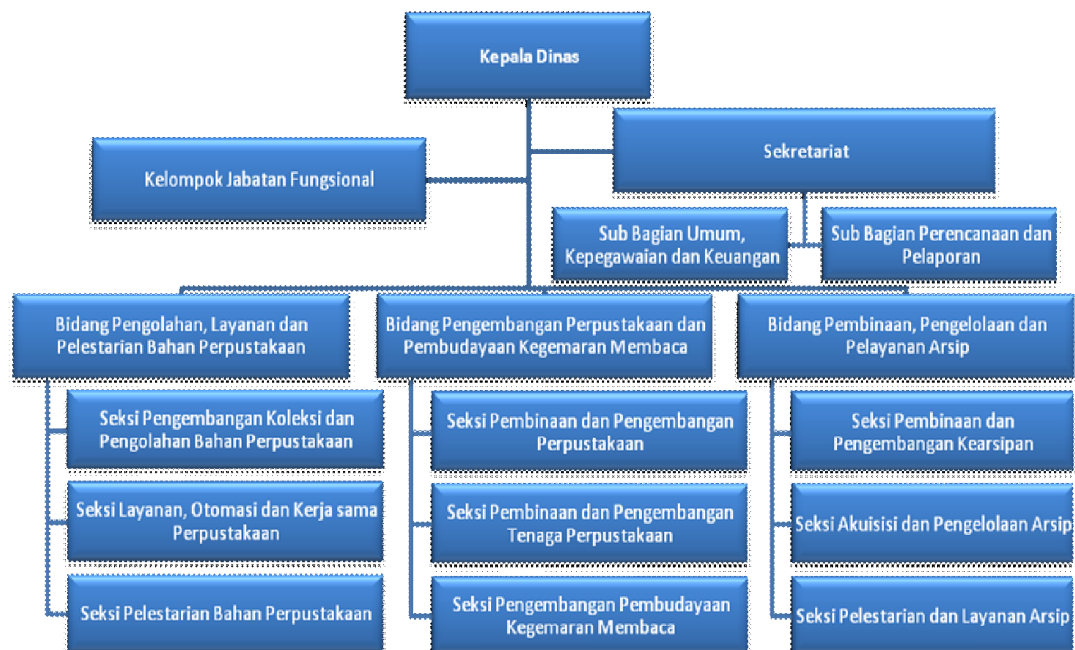 Kepala Dinas
Sekretariat
Kelompok Jabatan Fungsional
Sub Bagian Umum,
Kepegawaian dan Keuangan
Sub Bagian Perencanaan dan
Pelaporan
Bidang Pengolahan, Layanan dan
Pelestarian Bahan Perpustakaan
Bidang Pengembangan Perpustakaan dan
Pembudayaan Kegemaran Membaca
Bidang Pembinaan, Pengelolaan dan
Pelayanan Arsip
Seksi Pengembangan Koleksi dan
Pengolahan Bahan Perpustakaan
Seksi Pembinaan dan Pengembangan
Perpustakaan
Seksi Pembinaan dan
Pengembangan Kearsipan
Seksi Layanan, Otomasi dan Kerja sama
Perpustakaan
Seksi Pembinaan dan Pengembangan
Tenaga Perpustakaan
Seksi Akuisisi dan Pengelolaan Arsip
Seksi Pelestarian Bahan Perpustakaan
Seksi Pengembangan Pembudayaan
Kegemaran Membaca
Seksi Pelestarian dan Layanan Arsip